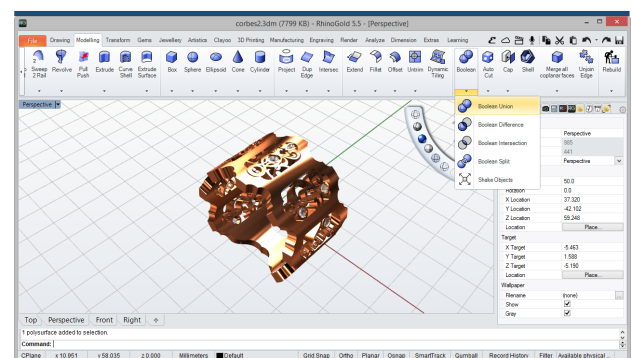 corbes2.3dm (7799 KB) - RhinoGold 5.5 - [Perspective]
File Drawing Modelling Transform Gems Jewellery Artistics Clayoo 3D Printing Manufacturing Engraving Render Analyze Dimension Extras Learning
Sweep 2 Rail Revolve Pull Push Extrude Curve Shell Extrude Surface Box Sphere Ellipsoid Cone Cylinder Project Dup Edge Intersec Extend Fillet Offset Untrim Dynamic Tiling Boolean Auto Cut Cap Shell Merge all coplanar faces Unjoin Edge Rebuild
Perspective
Boolean Union
Boolean Difference
Boolean Intersection
Boolean Split
Shake Objects
Perspective
985
441
Perspective
50.0
Rotation 0.0
X Location 37.320
Y Location -42.102
Z Location 59.248
Location Place...
Target
X Target -5.463
Y Target 1.588
Z Target -5.190
Location Place...
Wallpaper
Filename (none) ...
Show
Gray
Top Perspective Front Right
1 polysurface added to selection.
Command:
CPlane x 10.951 y 58.035 z 0.000 Millimeters Default Grid Snap Ortho Planar Osnap SmartTrack Gumball Record History Filter Available physical ...